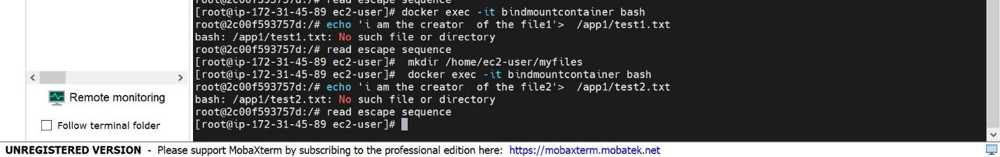 read escape sequence
[root@ip-172-31-45-89 ec2-user]# docker exec -it bindmountcontainer bash
root@2c00f593757d:/# echo 'i am the creator  of the file1'>  /app1/test1.txt
bash: /app1/test1.txt: No such file or directory
root@2c00f593757d:/# read escape sequence
[root@ip-172-31-45-89 ec2-user]#  mkdir /home/ec2-user/myfiles
[root@ip-172-31-45-89 ec2-user]#  docker exec -it bindmountcontainer bash
root@2c00f593757d:/# echo 'i am the creator  of the file2'>  /app1/test2.txt
bash: /app1/test2.txt: No such file or directory
root@2c00f593757d:/# read escape sequence
[root@ip-172-31-45-89 ec2-user]#
Remote monitoring
Follow terminal folder
UNREGISTERED VERSION - Please support MobaXterm by subscribing to the professional edition here: https://mobaxterm.mobatek.net